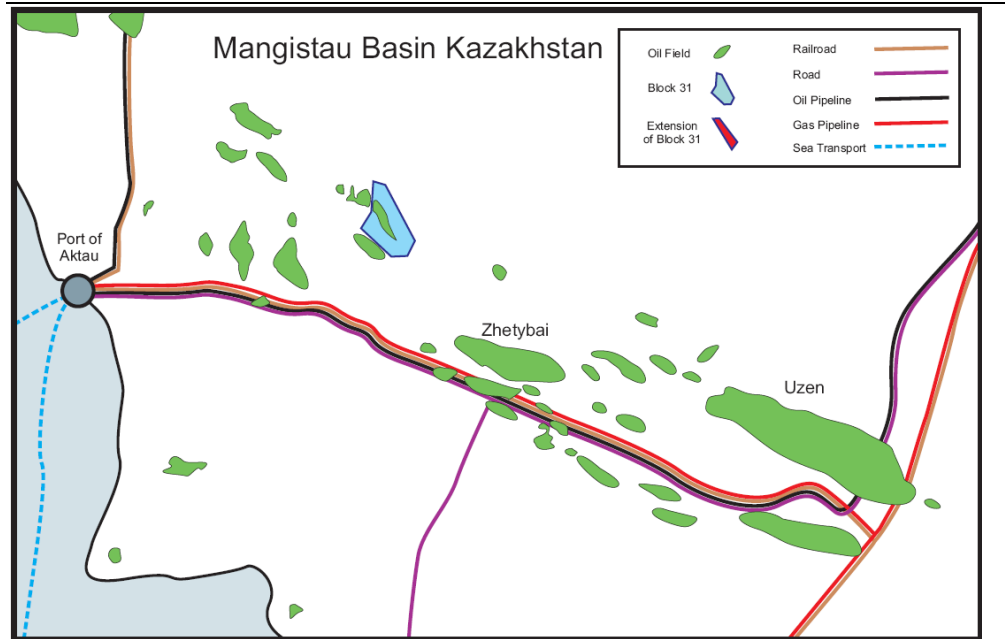 Mangistau Basin Kazakhstan
Oil Field
Block 31
Extension
of Block 31
Railroad
Road
Oil Pipeline
Gas Pipeline
Sea Transport
Port of
Aktau
Zhetybai
Uzen